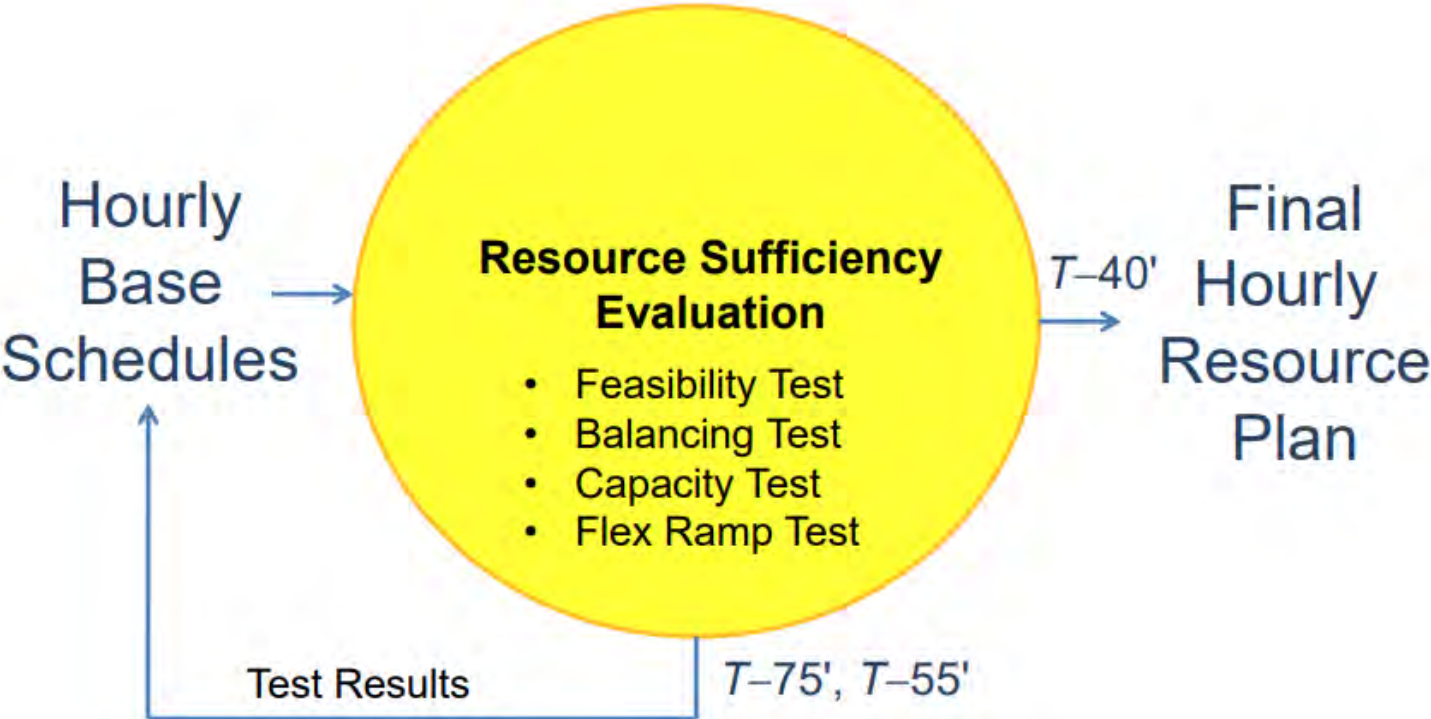 Hourly
Base
Schedules
Resource Sufficiency
Evaluation
• Feasibility Test
• Balancing Test
• Capacity Test
• Flex Ramp Test
T–40'
Final
Hourly
Resource
Plan
Test Results
T–75', T–55'